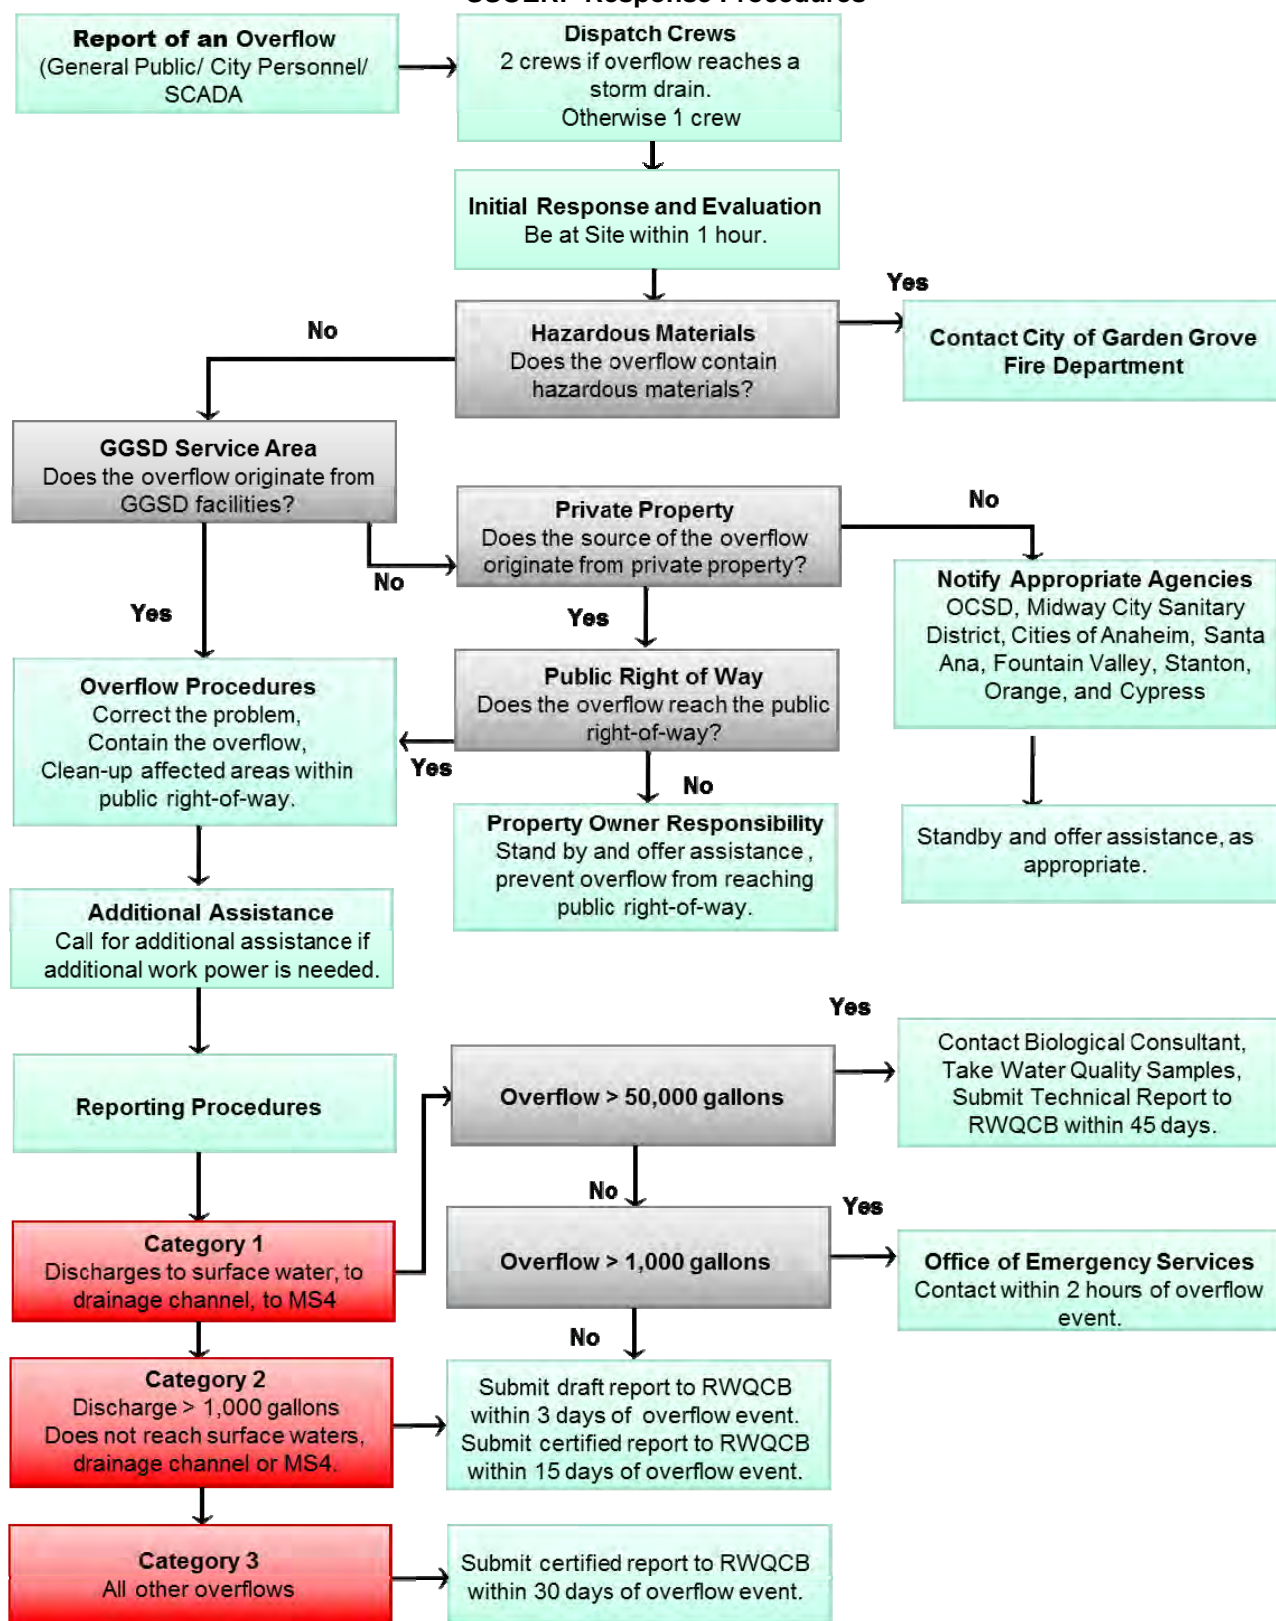 SSOERP Response Procedures
Report of an Overflow
(General Public/ City Personnel/
SCADA
Dispatch Crews
2 crews if overflow reaches a
storm drain.
Otherwise 1 crew
Initial Response and Evaluation
Be at Site within 1 hour.
Hazardous Materials
Does the overflow contain
hazardous materials?
Yes
Contact City of Garden Grove
Fire Department
No
GGSD Service Area
Does the overflow originate from
GGSD facilities?
No
Private Property
Does the source of the overflow
originate from private property?
No
Notify Appropriate Agencies
OCSD, Midway City Sanitary
District, Cities of Anaheim, Santa
Ana, Fountain Valley, Stanton,
Orange, and Cypress
Standby and offer assistance, as
appropriate.
Yes
Public Right of Way
Does the overflow reach the public
right-of-way?
Yes
No
Property Owner Responsibility
Stand by and offer assistance ,
prevent overflow from reaching
public right-of-way.
Yes
Overflow Procedures
Correct the problem,
Contain the overflow,
Clean-up affected areas within
public right-of-way.
Additional Assistance
Call for additional assistance if
additional work power is needed.
Reporting Procedures
Category 1
Discharges to surface water, to
drainage channel, to MS4
Overflow > 50,000 gallons
Yes
Contact Biological Consultant,
Take Water Quality Samples,
Submit Technical Report to
RWQCB within 45 days.
No
Overflow > 1,000 gallons
Yes
Office of Emergency Services
Contact within 2 hours of overflow
event.
No
Category 2
Discharge > 1,000 gallons
Does not reach surface waters,
drainage channel or MS4.
Submit draft report to RWQCB
within 3 days of overflow event.
Submit certified report to RWQCB
within 15 days of overflow event.
Category 3
All other overflows
Submit certified report to RWQCB
within 30 days of overflow event.